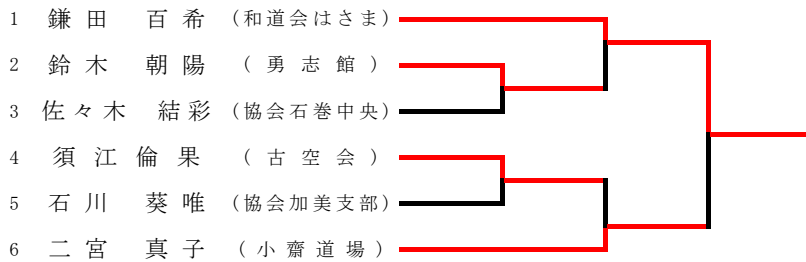 1 鎌田 百希 (和道会はさま)
2 鈴木 朝陽 (勇志館)
3 佐々木 結彩 (協会石巻中央)
4 須江倫果 (古空会)
5 石川 葵唯 (協会加美支部)
6 二宮 真子 (小齋道場)